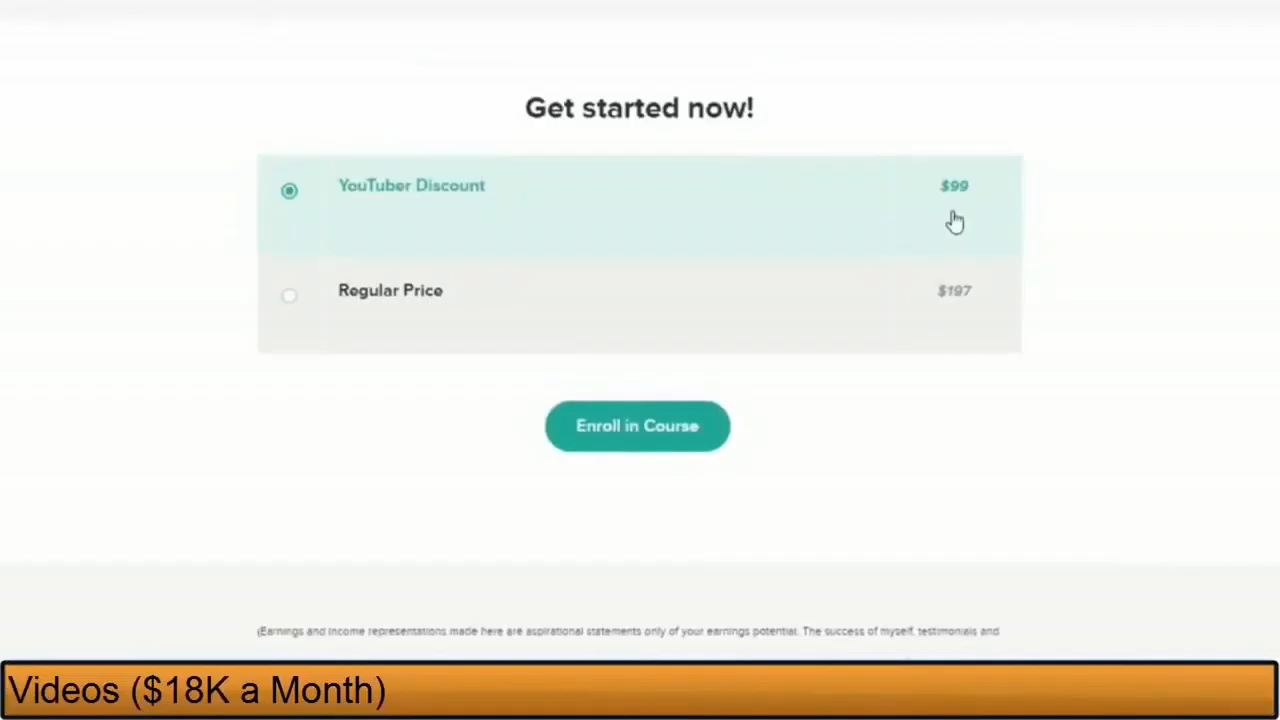 Get started now!
YouTuber Discount
$99
Regular Price
$197
Enroll in Course
(Earnings and income representations made here are aspirational statements only of your earnings potential. The success of myself, testimonials and
Videos ($18K a Month)